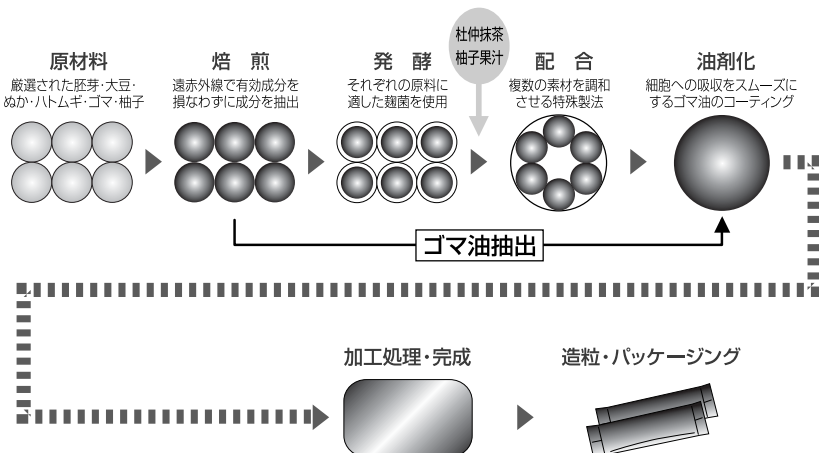 杜仲抹茶
柚子果汁
原材料
厳選された胚芽・大豆・
ぬか・ハトムギ・ゴマ・柚子
焙 煎
遠赤外線で有効成分を
損なわずに成分を抽出
発 酵
それぞれの原料に
適した麹菌を使用
配 合
複数の素材を調和
させる特殊製法
油剤化
細胞への吸収をスムーズに
するゴマ油のコーティング
ゴマ油抽出
加工処理・完成
造粒・パッケージング